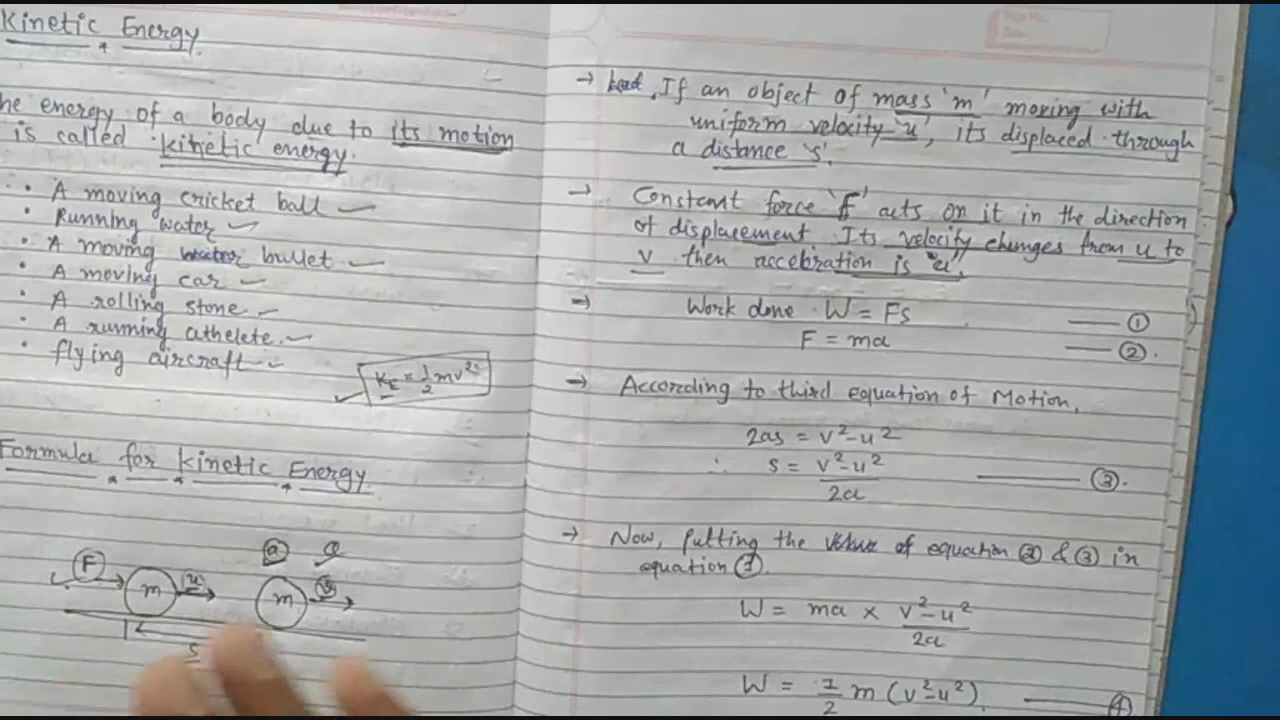 Kinetic Energy.
he energy of a body due to its motion
is called 'kinetic energy.
• A moving cricket ball
• Running water
• A moving bullet
• A moving car
• A rolling stone
• A running athelete.
• flying aircraft
KE = 1/2 mv²
Formula for Kinetic Energy.
F m u a m v
s
→ If an object of mass 'm' moving with
uniform velocity 'u', its displaced through
a distance 's'.
→ Constant force 'F' acts on it in the direction
of displacement. Its velocity changes from u to
v then acceleration is "a".
→ Work done W = Fs —— ①
F = ma —— ②.
→ According to third equation of Motion,
2as = v²-u²
∴ s = v²-u²/2a —— ③.
→ Now, putting the value of equation ② & ③ in
equation ①.
W = ma × v²-u²/2a
W = 1/2 m (v²-u²). —— ④